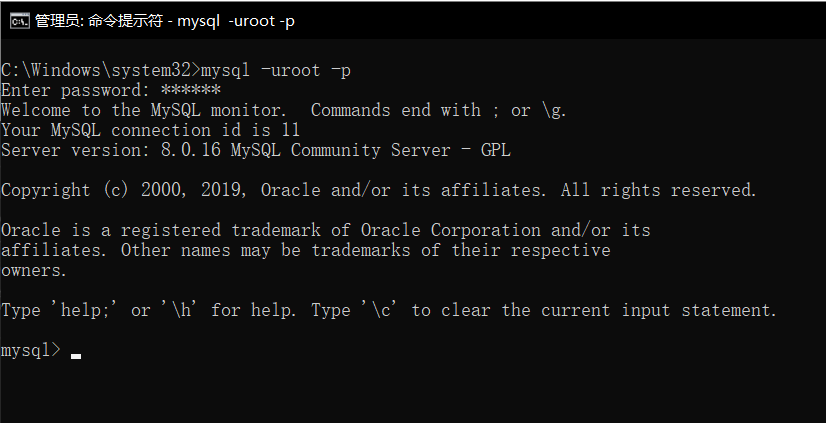 管理员: 命令提示符 - mysql  -uroot -p
C:\Windows\system32>mysql -uroot -p
Enter password: ******
Welcome to the MySQL monitor.  Commands end with ; or \g.
Your MySQL connection id is 11
Server version: 8.0.16 MySQL Community Server - GPL
Copyright (c) 2000, 2019, Oracle and/or its affiliates. All rights reserved.
Oracle is a registered trademark of Oracle Corporation and/or its
affiliates. Other names may be trademarks of their respective
owners.
Type 'help;' or '\h' for help. Type '\c' to clear the current input statement.
mysql>